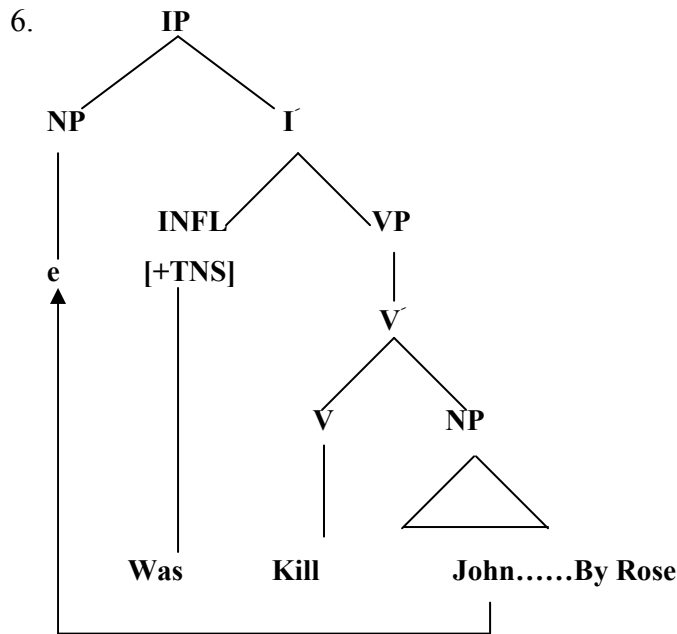 6.
IP
NP I´
INFL VP
e [+TNS]
V´
V NP
Was Kill John......By Rose